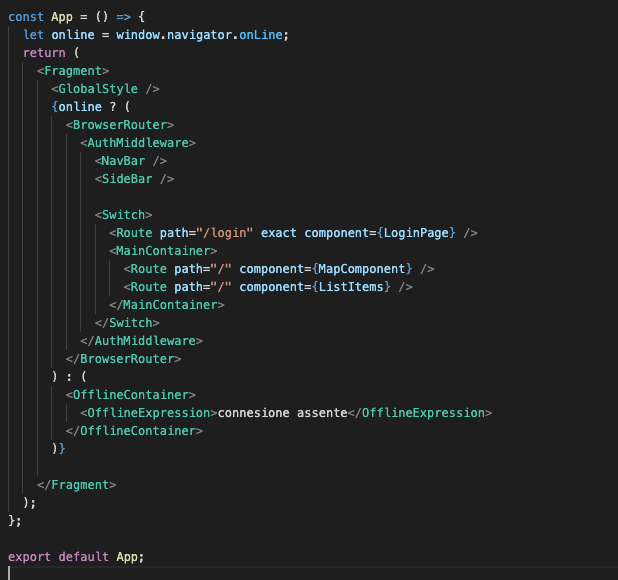 const App = () => {
let online = window.navigator.onLine;
return (
<Fragment>
<GlobalStyle />
{online ? (
<BrowserRouter>
<AuthMiddleware>
<NavBar />
<SideBar />
<Switch>
<Route path="/login" exact component={LoginPage} />
<MainContainer>
<Route path="/" component={MapComponent} />
<Route path="/" component={ListItems} />
</MainContainer>
</Switch>
</AuthMiddleware>
</BrowserRouter>
) : (
<OfflineContainer>
<OfflineExpression>connesione assente</OfflineExpression>
</OfflineContainer>
)}
</Fragment>
);
};
export default App;